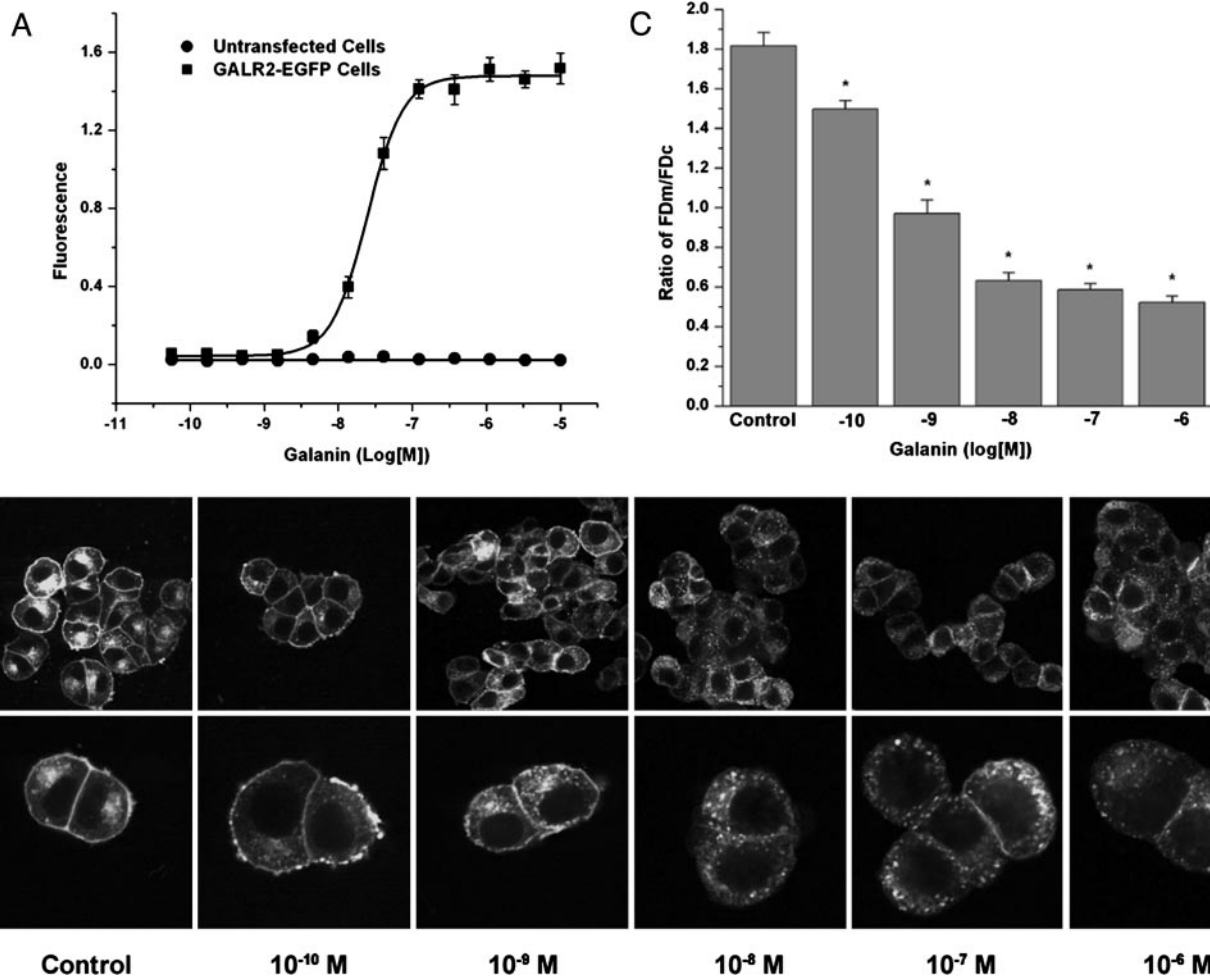 A
C
Untransfected Cells
GALR2-EGFP Cells
Fluorescence
1.6
1.2
0.8
0.4
0.0
-11 -10 -9 -8 -7 -6 -5
Galanin (Log[M])
Ratio of FDm/FDc
2.0
1.8
1.6
1.4
1.2
1.0
0.8
0.6
0.4
0.2
0.0
* * * * *
Control -10 -9 -8 -7 -6
Galanin (log[M])
Control 10⁻¹⁰ M 10⁻⁹ M 10⁻⁸ M 10⁻⁷ M 10⁻⁶ M